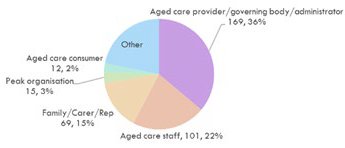 Aged care provider/governing body/administrator
169, 36%
Other
Aged care consumer
12, 2%
Peak organisation
15, 3%
Family/Carer/Rep
69, 15%
Aged care staff, 101, 22%